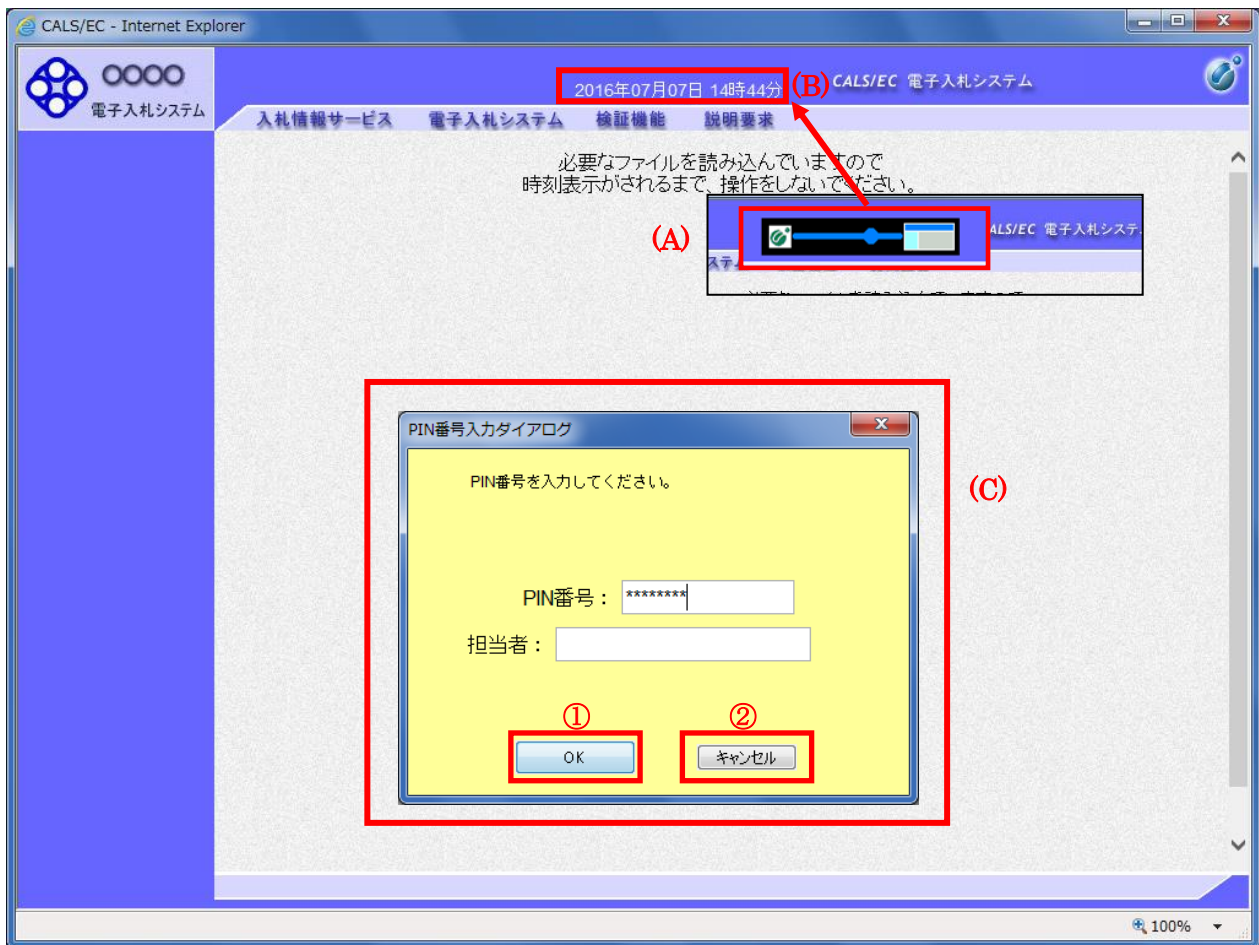 CALS/EC - Internet Explorer
○○○○
電子入札システム
2016年07月07日 14時44分
(B)
CALS/EC 電子入札システム
入札情報サービス 電子入札システム 検証機能 説明要求
必要なファイルを読み込んでいますので
時刻表示がされるまで、操作をしないでください。
(A)
ALS/EC 電子入札システ
ステ
PIN番号入力ダイアログ
PIN番号を入力してください。
(C)
PIN番号： ********
担当者：
① ②
OK キャンセル
100%